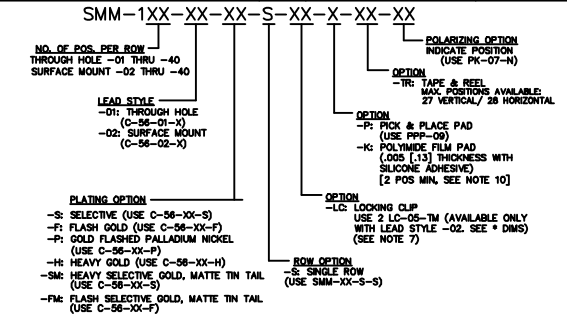 SMM-1XX-XX-XX-S-XX-X-XX-XX
POLARIZING OPTION
INDICATE POSITION
(USE PK-07-N)
NO. OF POS. PER ROW
THROUGH HOLE -01 THRU -40
SURFACE MOUNT -02 THRU -40
OPTION
-TR: TAPE & REEL
MAX. POSITIONS AVAILABLE:
27 VERTICAL/ 28 HORIZONTAL
LEAD STYLE
-01: THROUGH HOLE
(C-56-01-X)
-02: SURFACE MOUNT
(C-56-02-X)
OPTION
-P: PICK & PLACE PAD
(USE PPP-09)
-K: POLYIMIDE FILM PAD
(.005 [.13] THICKNESS WITH
SILICONE ADHESIVE)
[2 POS MIN, SEE NOTE 10]
PLATING OPTION
-S: SELECTIVE (USE C-56-XX-S)
-F: FLASH GOLD (USE C-56-XX-F)
-P: GOLD FLASHED PALLADIUM NICKEL
(USE C-56-XX-P)
-H: HEAVY GOLD (USE C-56-XX-H)
-SM: HEAVY SELECTIVE GOLD, MATTE TIN TAIL
(USE C-56-XX-S)
-FM: FLASH SELECTIVE GOLD, MATTE TIN TAIL
(USE C-56-XX-F)
OPTION
-LC: LOCKING CLIP
USE 2 LC-05-TM (AVAILABLE ONLY
WITH LEAD STYLE -02. SEE * DIMS)
(SEE NOTE 7)
ROW OPTION
-S: SINGLE ROW
(USE SMM-XX-S-S)